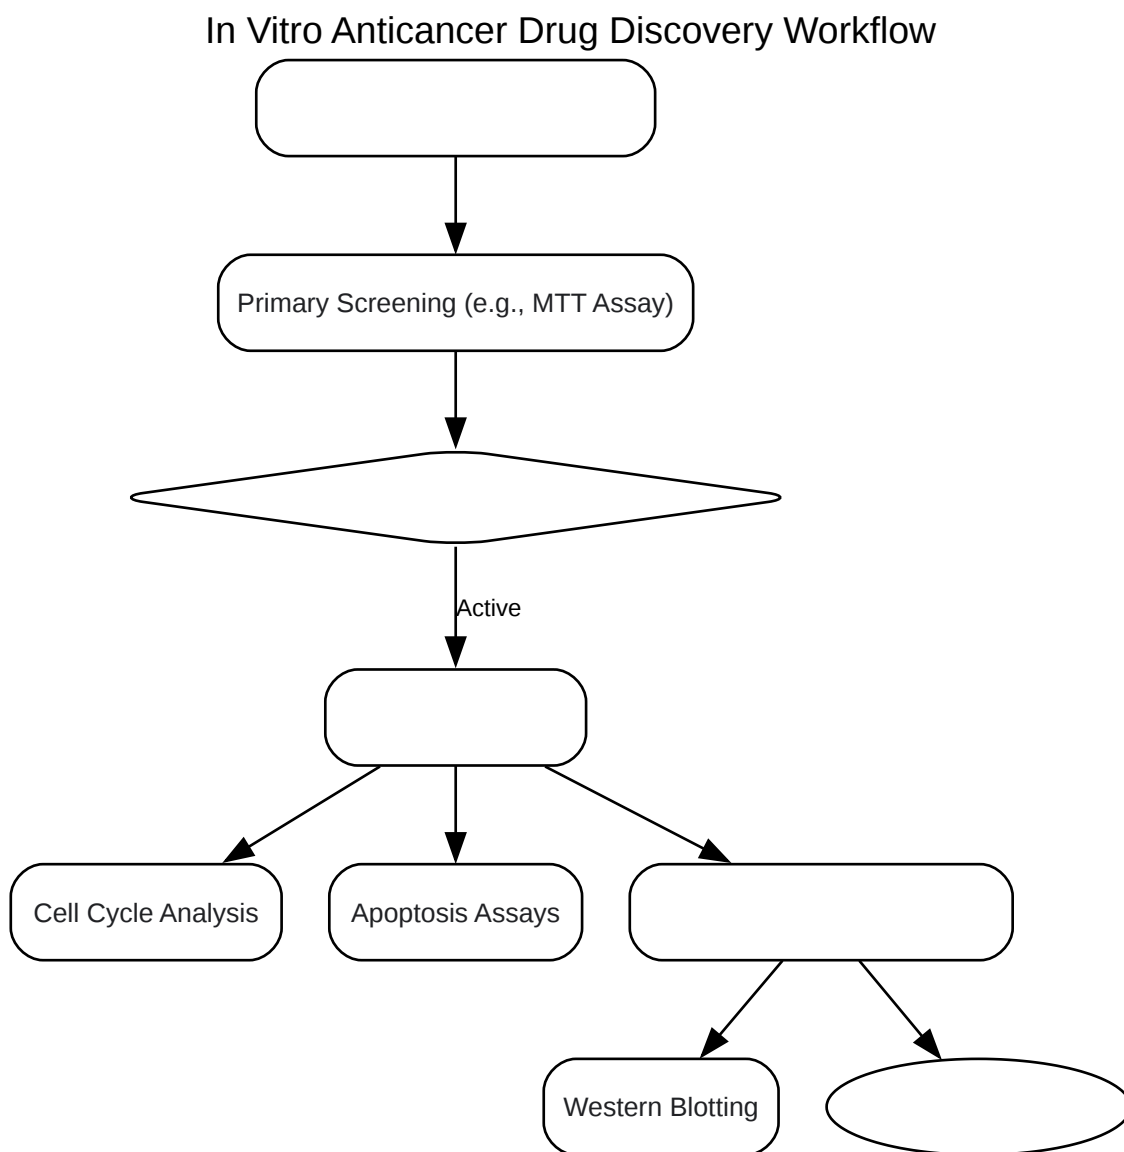 In Vitro Anticancer Drug Discovery Workflow
Primary Screening (e.g., MTT Assay)
Active
Cell Cycle Analysis
Apoptosis Assays
Western Blotting